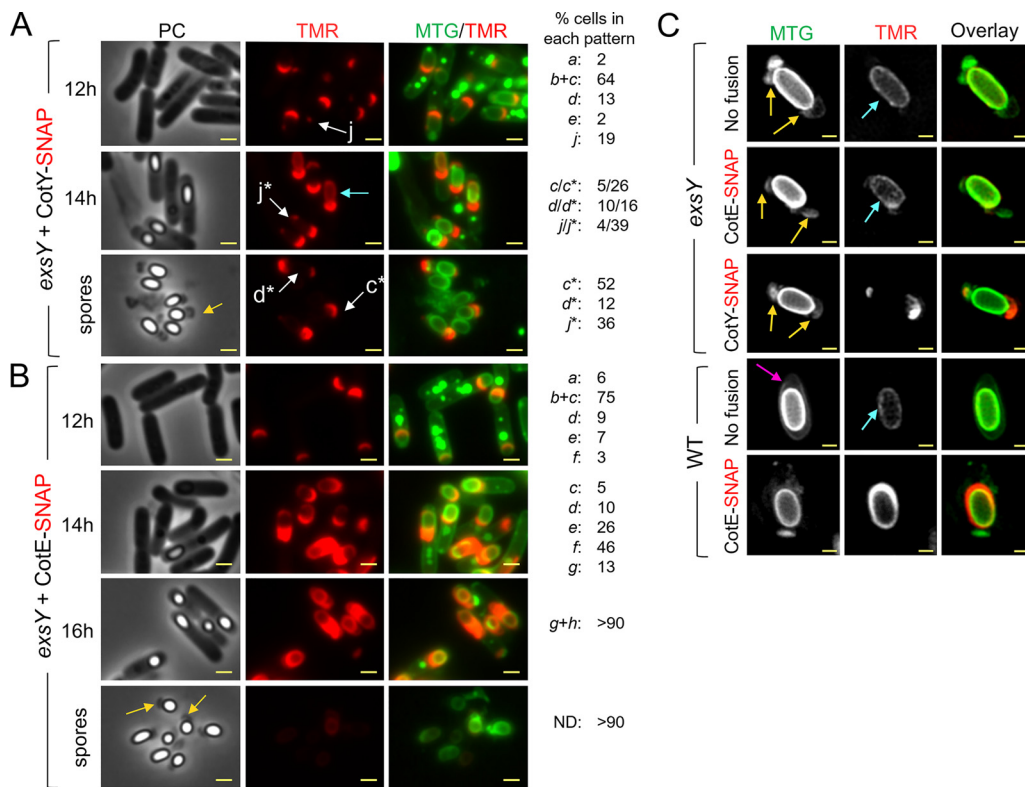 A
PC
TMR
MTG/TMR
% cells in
each pattern
exsY + CotY-SNAP
12h
j
a: 2
b+c: 64
d: 13
e: 2
j: 19
14h
j*
c/c*: 5/26
d/d*: 10/16
j/j*: 4/39
spores
d*
c*
c*: 52
d*: 12
j*: 36
B
exsY + CotE-SNAP
12h
a: 6
b+c: 75
d: 9
e: 7
f: 3
14h
c: 5
d: 10
e: 26
f: 46
g: 13
16h
g+h: >90
spores
ND: >90
C
MTG
TMR
Overlay
exsY
No fusion
CotE-SNAP
CotY-SNAP
WT
No fusion
CotE-SNAP